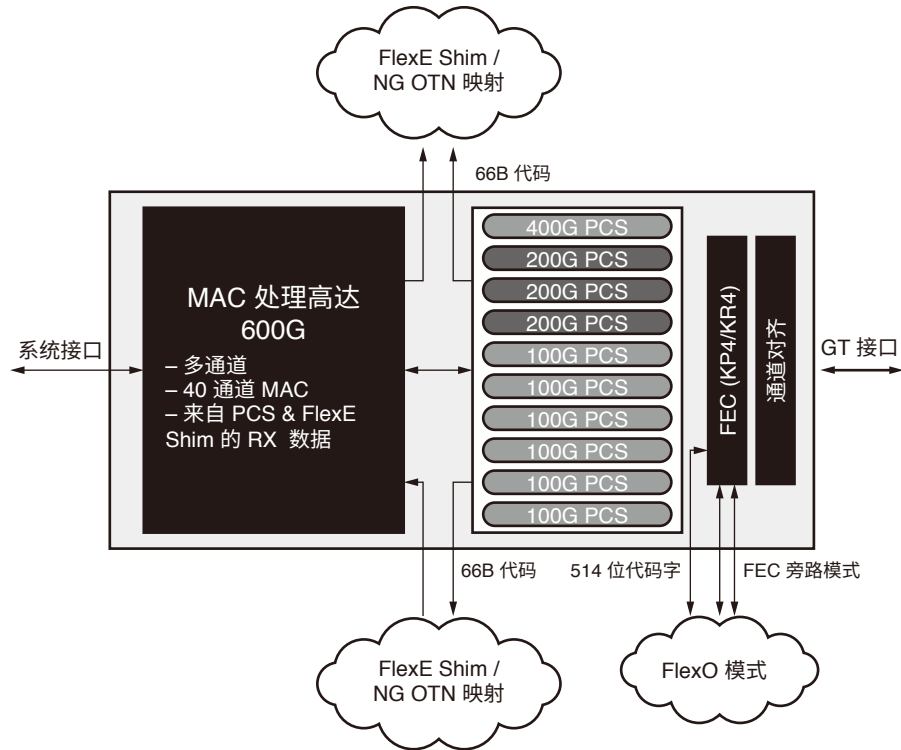 FlexE Shim /
NG OTN 映射
66B 代码
MAC 处理高达
600G
– 多通道
– 40 通道 MAC
– 来自 PCS & FlexE
Shim 的 RX 数据
系统接口
400G PCS
200G PCS
200G PCS
200G PCS
100G PCS
100G PCS
100G PCS
100G PCS
100G PCS
100G PCS
FEC (KP4/KR4)
通道对齐
GT 接口
66B 代码
514 位代码字
FEC 旁路模式
FlexE Shim /
NG OTN 映射
FlexO 模式